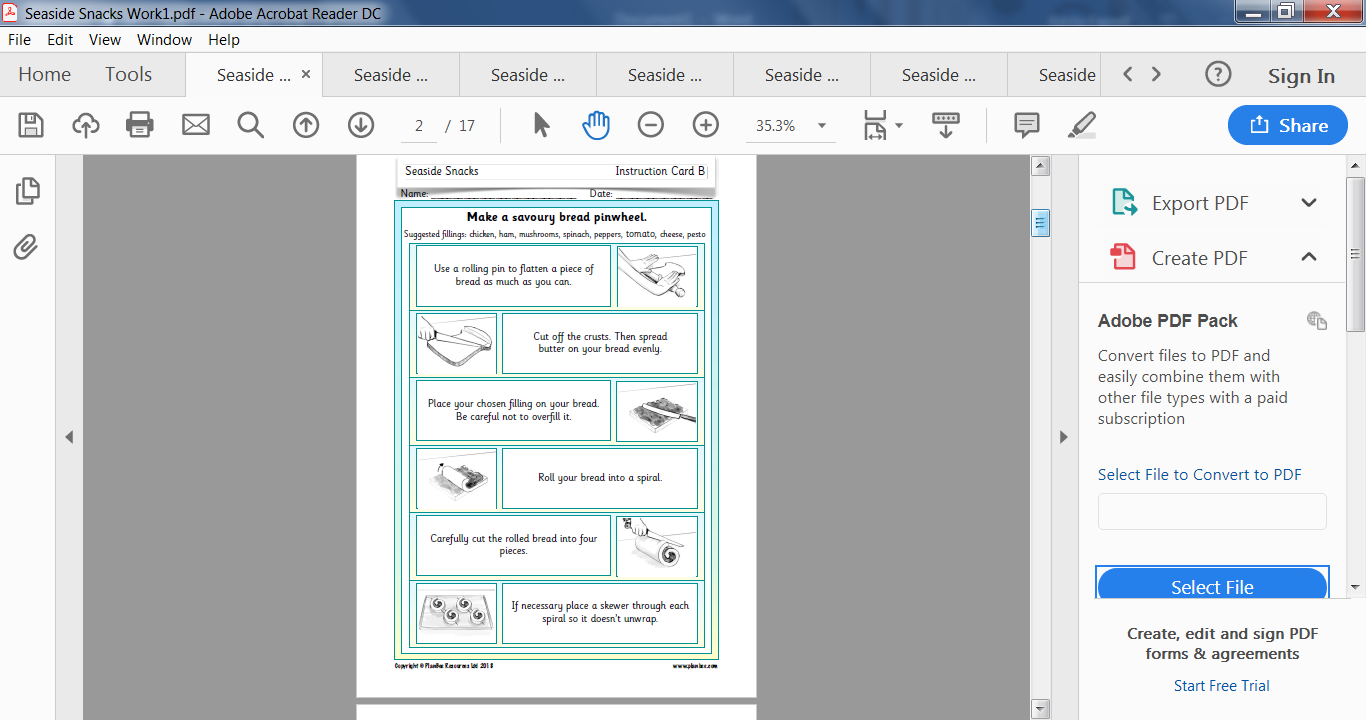 Seaside Snacks Work1.pdf - Adobe Acrobat Reader DC
File Edit View Window Help
Home Tools Seaside ... × Seaside ... Seaside ... Seaside ... Seaside ... Seaside ... Seaside Sign In
2 / 17 35.3% Share
Seaside Snacks Instruction Card B
Name: Date:
Make a savoury bread pinwheel.
Suggested fillings: chicken, ham, mushrooms, spinach, peppers, tomato, cheese, pesto
Use a rolling pin to flatten a piece of
bread as much as you can.
Cut off the crusts. Then spread
butter on your bread evenly.
Place your chosen filling on your bread.
Be careful not to overfill it.
Roll your bread into a spiral.
Carefully cut the rolled bread into four
pieces.
If necessary place a skewer through each
spiral so it doesn't unwrap.
Copyright © PlanBee Resources Ltd 2018 www.planbee.com
Export PDF
Create PDF
Adobe PDF Pack
Convert files to PDF and
easily combine them with
other file types with a paid
subscription
Select File to Convert to PDF
Select File
Create, edit and sign PDF
forms & agreements
Start Free Trial